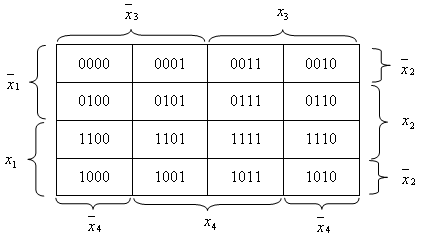 x̄₃ x₃
0000 0001 0011 0010 x̄₂
x̄₁
0100 0101 0111 0110
x₂
1100 1101 1111 1110
x₁
1000 1001 1011 1010 x̄₂
x̄₄ x₄ x̄₄